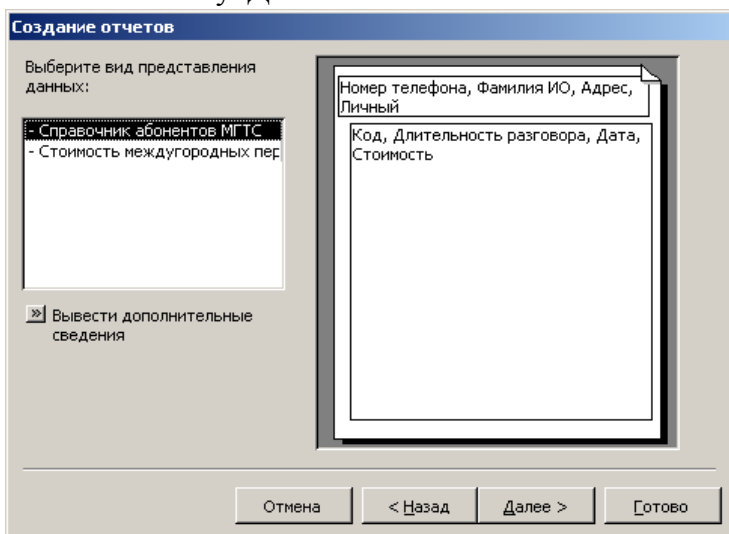 Создание отчетов
Выберите вид представления
данных:
- Справочник абонентов МГТС
- Стоимость междугородных пер
» Вывести дополнительные
сведения
Номер телефона, Фамилия ИО, Адрес,
Личный
Код, Длительность разговора, Дата,
Стоимость
Отмена
< Назад
Далее >
Готово